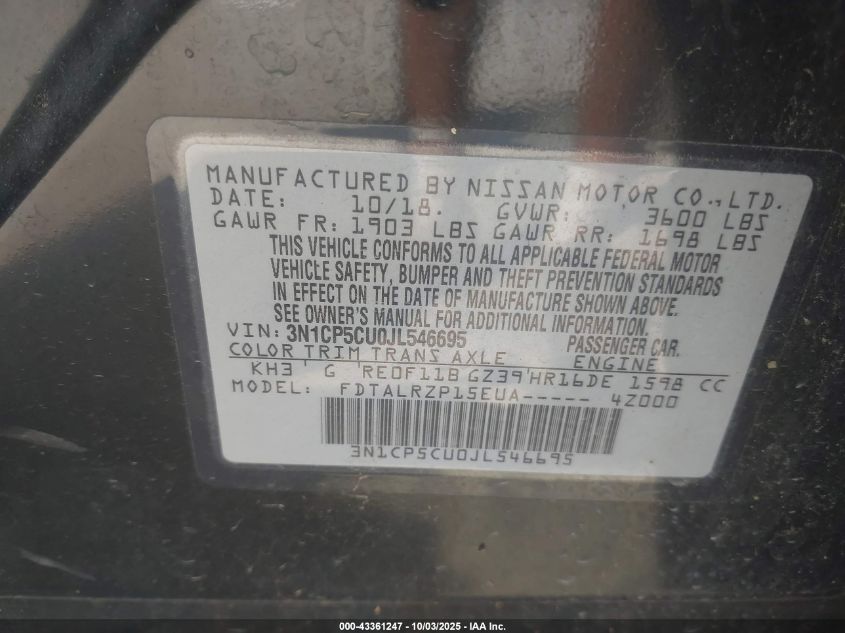 MANUFACTURED BY NISSAN MOTOR CO.,LTD.
DATE: 10/18. GVWR: 3600 LBS
GAWR FR: 1903 LBS GAWR RR: 1698 LBS
THIS VEHICLE CONFORMS TO ALL APPLICABLE FEDERAL MOTOR
VEHICLE SAFETY, BUMPER AND THEFT PREVENTION STANDARDS
IN EFFECT ON THE DATE OF MANUFACTURE SHOWN ABOVE.
SEE OWNER'S MANUAL FOR ADDITIONAL INFORMATION.
VIN: 3N1CP5CU0JL546695 PASSENGER CAR.
COLOR TRIM TRANS AXLE ENGINE
KH3 G RE0F11B GZ39 HR16DE 1598 CC
MODEL: FDTALRZP15EUA----- 4Z000
3N1CP5CU0JL546695
000-43361247 - 10/03/2025 - IAA Inc.